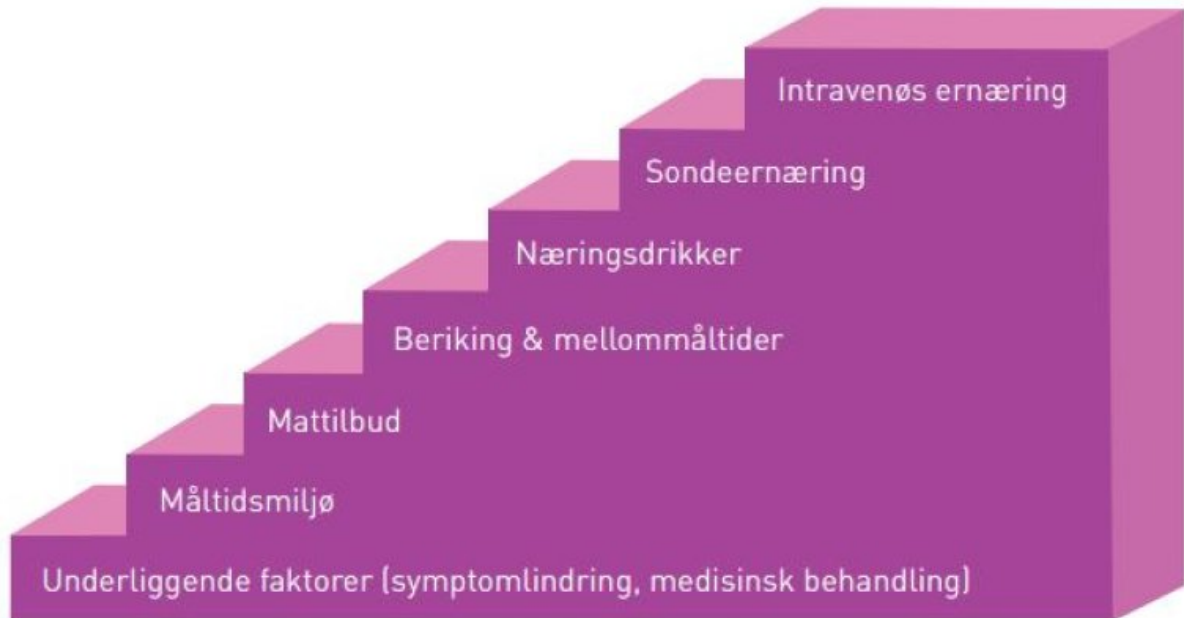 Intravenøs ernæring
Sondeernæring
Næringsdrikker
Beriking & mellommåltider
Mattilbud
Måltidsmiljø
Underliggende faktorer (symptomlindring, medisinsk behandling)